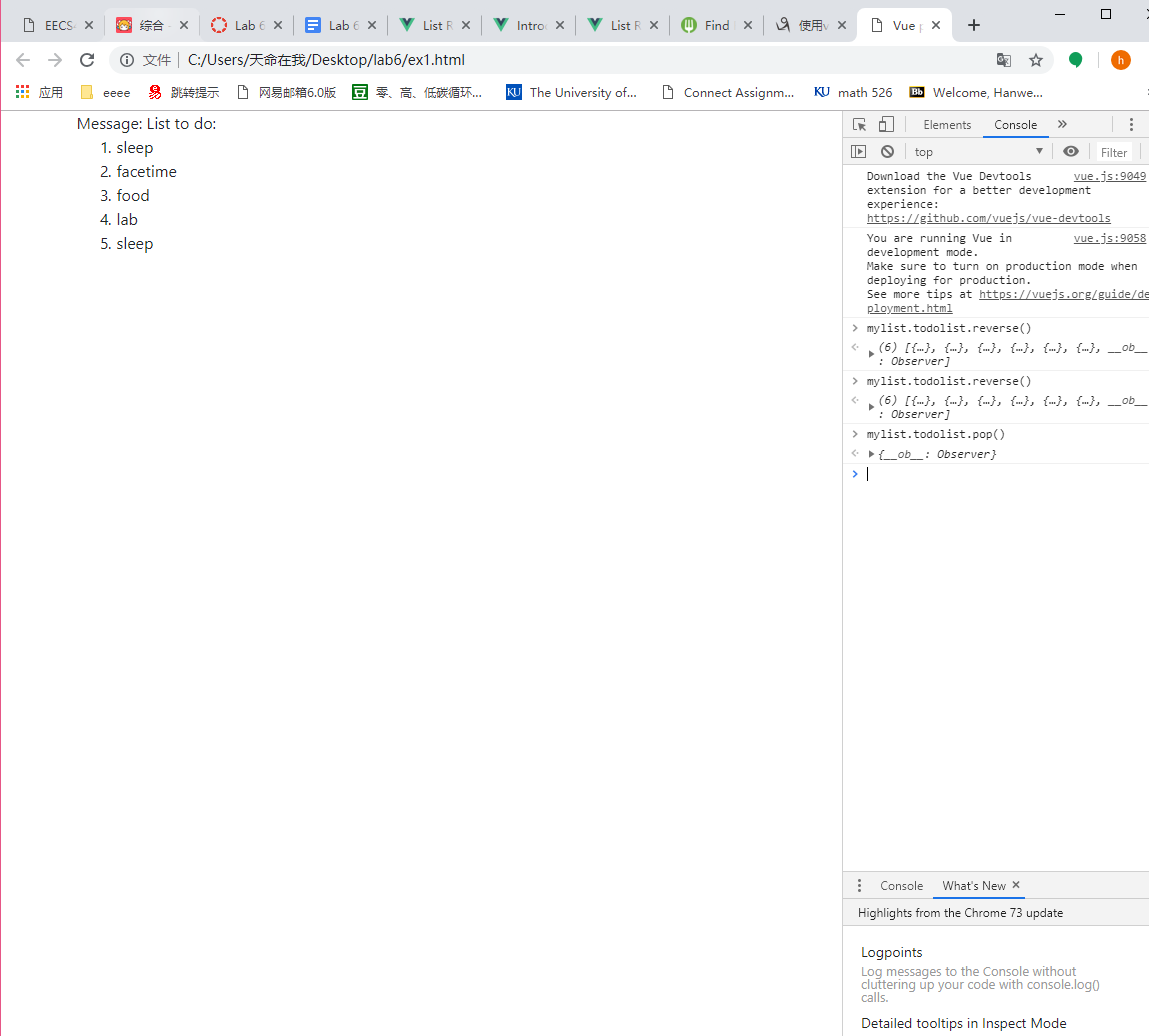 EECS
综合 -
Lab 6
Lab 6
List R
Introd
List R
Find
使用v
Vue p
文件 C:/Users/天命在我/Desktop/lab6/ex1.html
h
应用 eeee 跳转提示 网易邮箱6.0版 零、高、低碳循环... KU The University of... Connect Assignm... KU math 526 Bb Welcome, Hanwe...
Message: List to do:
1. sleep
2. facetime
3. food
4. lab
5. sleep
Elements Console »
top Filter
Download the Vue Devtools vue.js:9049
extension for a better development
experience:
https://github.com/vuejs/vue-devtools
You are running Vue in vue.js:9058
development mode.
Make sure to turn on production mode when
deploying for production.
See more tips at https://vuejs.org/guide/de
ployment.html
> mylist.todolist.reverse()
(6) [{…}, {…}, {…}, {…}, {…}, {…}, __ob__
: Observer]
> mylist.todolist.reverse()
(6) [{…}, {…}, {…}, {…}, {…}, {…}, __ob__
: Observer]
> mylist.todolist.pop()
{__ob__: Observer}
>
Console What's New
Highlights from the Chrome 73 update
Logpoints
Log messages to the Console without
cluttering up your code with console.log()
calls.
Detailed tooltips in Inspect Mode